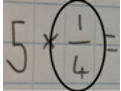 5 × 1/4 =